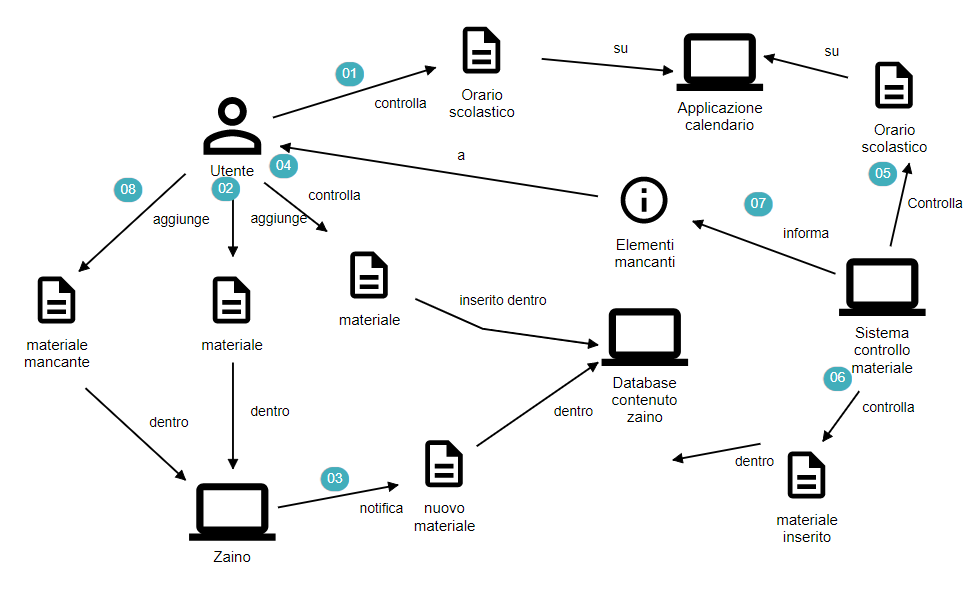 su
su
01
controlla
Orario
scolastico
Applicazione
calendario
Orario
scolastico
Utente
04
a
05
08
02
controlla
Controlla
aggiunge
aggiunge
07
informa
Elementi
mancanti
inserito dentro
materiale
mancante
materiale
materiale
Sistema
controllo
materiale
Database
contenuto
zaino
06
controlla
dentro
dentro
dentro
dentro
03
notifica
nuovo
materiale
materiale
inserito
Zaino